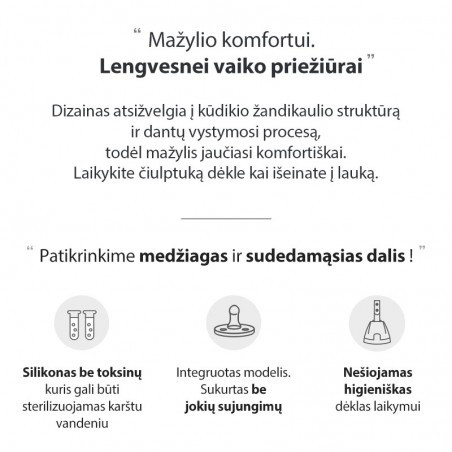 “ Mažylio komfortui.
Lengvesnei vaiko priežiūrai ”
Dizainas atsižvelgia į kūdikio žandikaulio struktūrą
ir dantų vystymosi procesą,
todėl mažylis jaučiasi komfortiškai.
Laikykite čiulptuką dėkle kai išeinate į lauką.
“ Patikrinkime medžiagas ir sudedamąsias dalis ! ”
Silikonas be toksinų
kuris gali būti
sterilizuojamas karštu
vandeniu
Integruotas modelis.
Sukurtas be
jokių sujungimų
Nešiojamas
higieniškas
dėklas laikymui